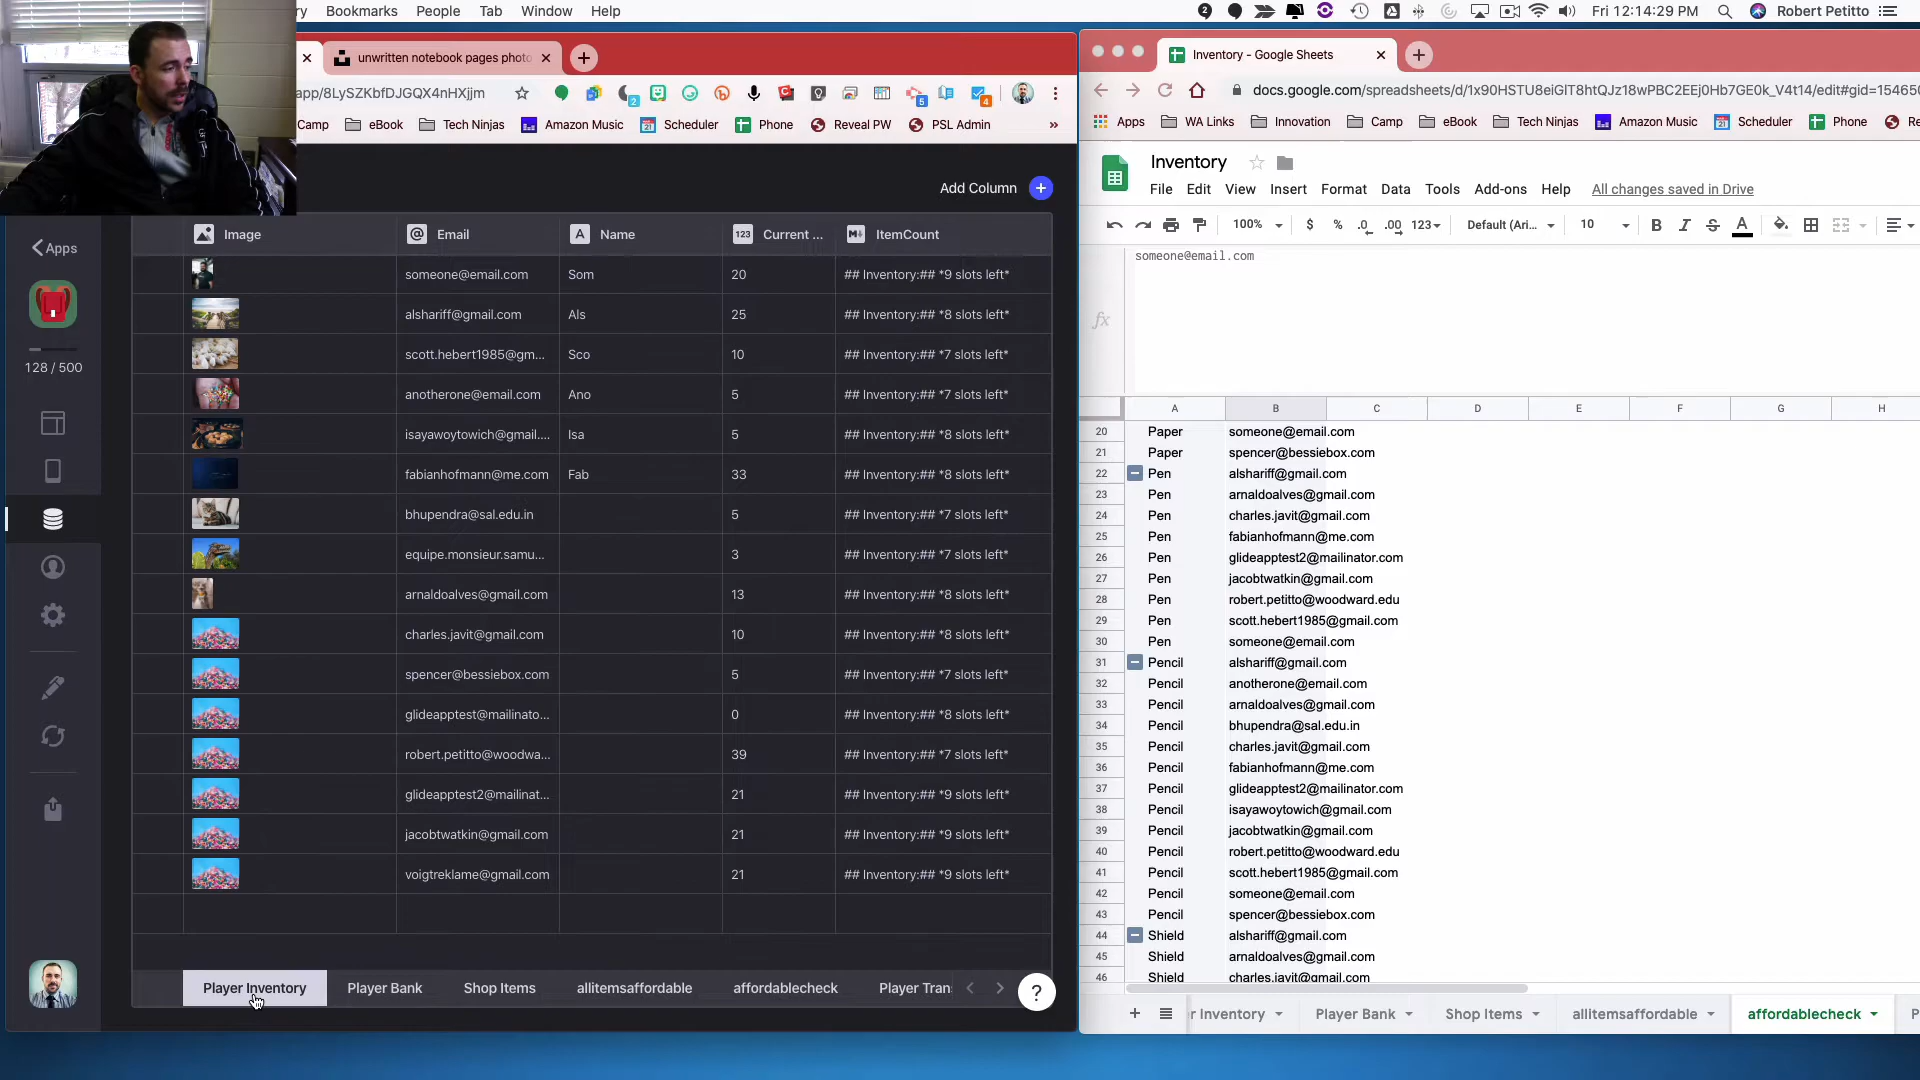 ry Bookmarks People Tab Window Help
Fri 12:14:29 PM Robert Petitto
unwritten notebook pages photo
app/8LySZKbfDJGQX4nHXjjm
2 5 4
Camp eBook Tech Ninjas Amazon Music Scheduler Phone Reveal PW PSL Admin »
Add Column
Apps
128 / 500
Image Email Name Current ... ItemCount
someone@email.com Som 20 ## Inventory:## *9 slots left*
alshariff@gmail.com Als 25 ## Inventory:## *8 slots left*
scott.hebert1985@gm... Sco 10 ## Inventory:## *7 slots left*
anotherone@email.com Ano 5 ## Inventory:## *7 slots left*
isayawoytowich@gmail.... Isa 5 ## Inventory:## *8 slots left*
fabianhofmann@me.com Fab 33 ## Inventory:## *8 slots left*
bhupendra@sal.edu.in 5 ## Inventory:## *7 slots left*
equipe.monsieur.samu... 3 ## Inventory:## *7 slots left*
arnaldoalves@gmail.com 13 ## Inventory:## *8 slots left*
charles.javit@gmail.com 10 ## Inventory:## *8 slots left*
spencer@bessiebox.com 5 ## Inventory:## *7 slots left*
glideapptest@mailinato... 0 ## Inventory:## *8 slots left*
robert.petitto@woodwa... 39 ## Inventory:## *7 slots left*
glideapptest2@mailinat... 21 ## Inventory:## *9 slots left*
jacobtwatkin@gmail.com 21 ## Inventory:## *9 slots left*
voigtreklame@gmail.com 21 ## Inventory:## *9 slots left*
Player Inventory Player Bank Shop Items allitemsaffordable affordablecheck Player Tran
?
Inventory - Google Sheets
docs.google.com/spreadsheets/d/1x90HSTU8eiGlT8htQJz18wPBC2EEj0Hb7GE0k_V4t14/edit#gid=15465
Apps WA Links Innovation Camp eBook Tech Ninjas Amazon Music Scheduler Phone Re
Inventory
File Edit View Insert Format Data Tools Add-ons Help All changes saved in Drive
100% $ % .0 .00 123 Default (Ari... 10 B I S A
fx someone@email.com
A B C D E F G H
20 Paper someone@email.com
21 Paper spencer@bessiebox.com
22 Pen alshariff@gmail.com
23 Pen arnaldoalves@gmail.com
24 Pen charles.javit@gmail.com
25 Pen fabianhofmann@me.com
26 Pen glideapptest2@mailinator.com
27 Pen jacobtwatkin@gmail.com
28 Pen robert.petitto@woodward.edu
29 Pen scott.hebert1985@gmail.com
30 Pen someone@email.com
31 Pencil alshariff@gmail.com
32 Pencil anotherone@email.com
33 Pencil arnaldoalves@gmail.com
34 Pencil bhupendra@sal.edu.in
35 Pencil charles.javit@gmail.com
36 Pencil fabianhofmann@me.com
37 Pencil glideapptest2@mailinator.com
38 Pencil isayawoytowich@gmail.com
39 Pencil jacobtwatkin@gmail.com
40 Pencil robert.petitto@woodward.edu
41 Pencil scott.hebert1985@gmail.com
42 Pencil someone@email.com
43 Pencil spencer@bessiebox.com
44 Shield alshariff@gmail.com
45 Shield arnaldoalves@gmail.com
46 Shield charles.javit@gmail.com
r Inventory Player Bank Shop Items allitemsaffordable affordablecheck P